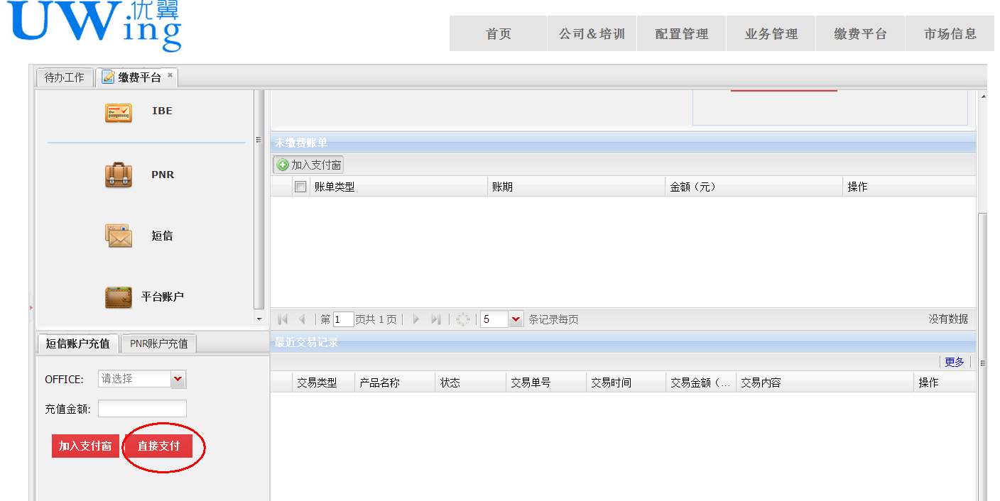 UWing 优翼
首页 公司&培训 配置管理 业务管理 缴费平台 市场信息
待办工作 缴费平台
IBE
PNR
短信
平台账户
未缴费账单
加入支付窗
账单类型 账期 金额（元） 操作
第 1 页共 1 页 5 条记录每页 没有数据
短信账户充值 PNR账户充值
OFFICE: 请选择
充值金额:
加入支付窗 直接支付
最近交易记录
更多
交易类型 产品名称 状态 交易单号 交易时间 交易金额（... 交易内容 操作